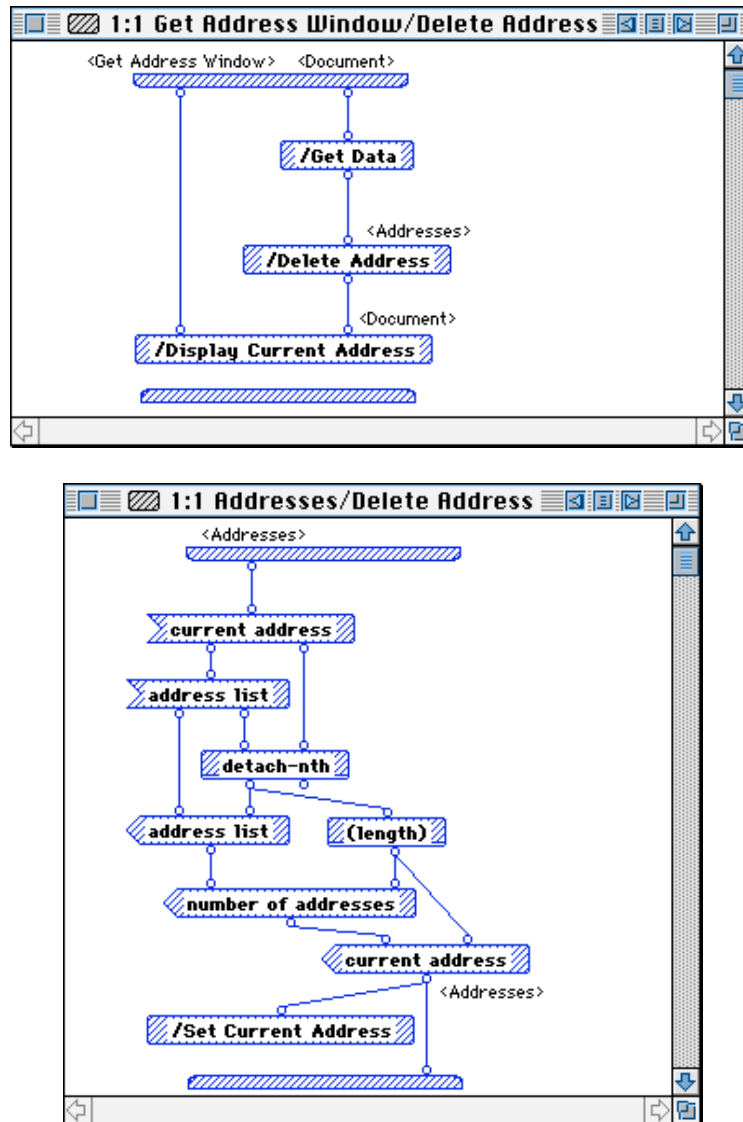 1:1 Get Address Window/Delete Address
<Get Address Window> <Document>
/Get Data
<Addresses>
/Delete Address
<Document>
/Display Current Address
1:1 Addresses/Delete Address
<Addresses>
current address
address list
detach-nth
address list (length)
number of addresses
current address
<Addresses>
/Set Current Address